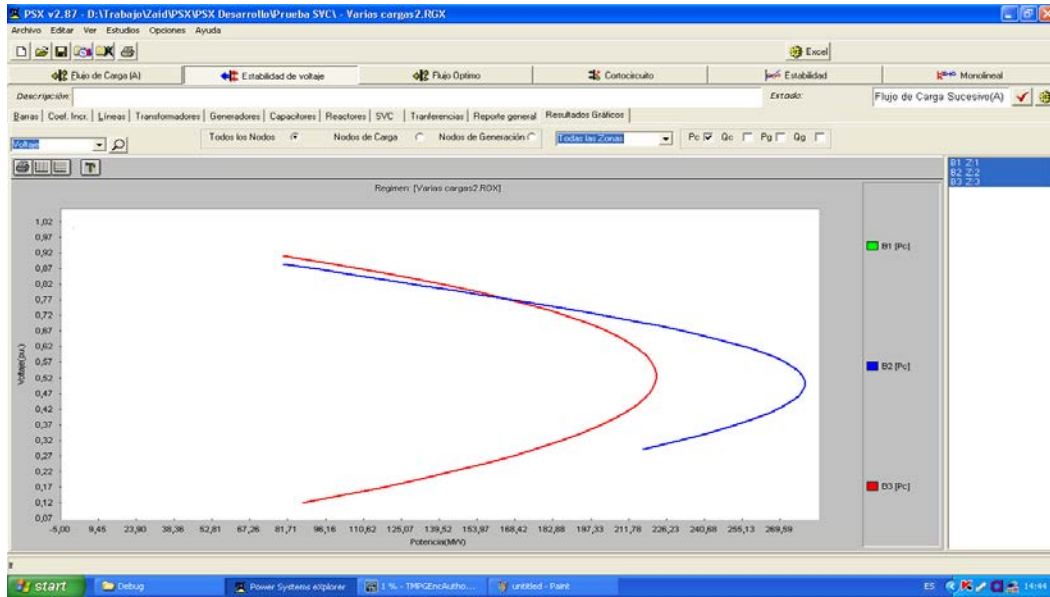 PSX v2.87 - D:\Trabajo\Zaid\PSX\PSX Desarrollo\Prueba SVC\ - Varias cargas2.RGX
Archivo Editar Ver Estudios Opciones Ayuda
Excel
Flujo de Carga (A) Estabilidad de voltaje Flujo Optimo Cortocircuito Estabilidad Monolineal
Descripción: Estado: Flujo de Carga Sucesivo(A)
Barras Coef. Incr. Líneas Transformadores Generadores Capacitores Reactores SVC Tranferencias Reporte general Resultados Gráficos
Voltaje Todos los Nodos Nodos de Carga Nodos de Generación Todas las Zonas Pc Qc Pg Qg
B1 Z:1
B2 Z:2
B3 Z:3
Regimen: [Varias cargas2.RGX]
1,02
0,97
0,92
0,87
0,82
0,77
0,72
0,67
0,62
0,57
0,52
0,47
0,42
0,37
0,32
0,27
0,22
0,17
0,12
0,07
Voltaje(pu.)
-5,00 9,45 23,90 38,36 52,81 67,26 81,71 96,16 110,62 125,07 139,52 153,97 168,42 182,88 197,33 211,78 226,23 240,68 255,13 269,59
Potencia(MW)
B1 [Pc]
B2 [Pc]
B3 [Pc]
start Debug Power Systems eXplorer 1 % - TMPGEncAutho... untitled - Paint ES 14:44